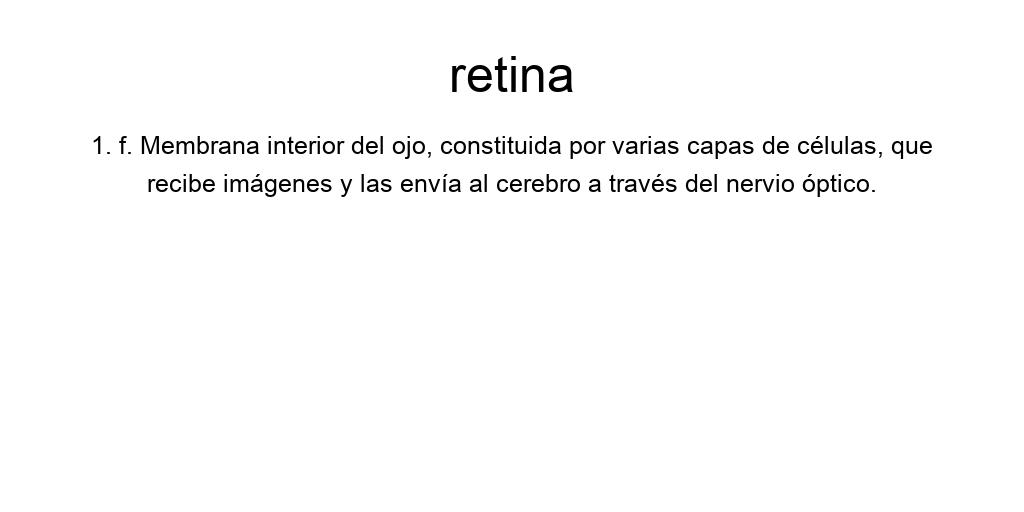 retina
1. f. Membrana interior del ojo, constituida por varias capas de células, que
recibe imágenes y las envía al cerebro a través del nervio óptico.